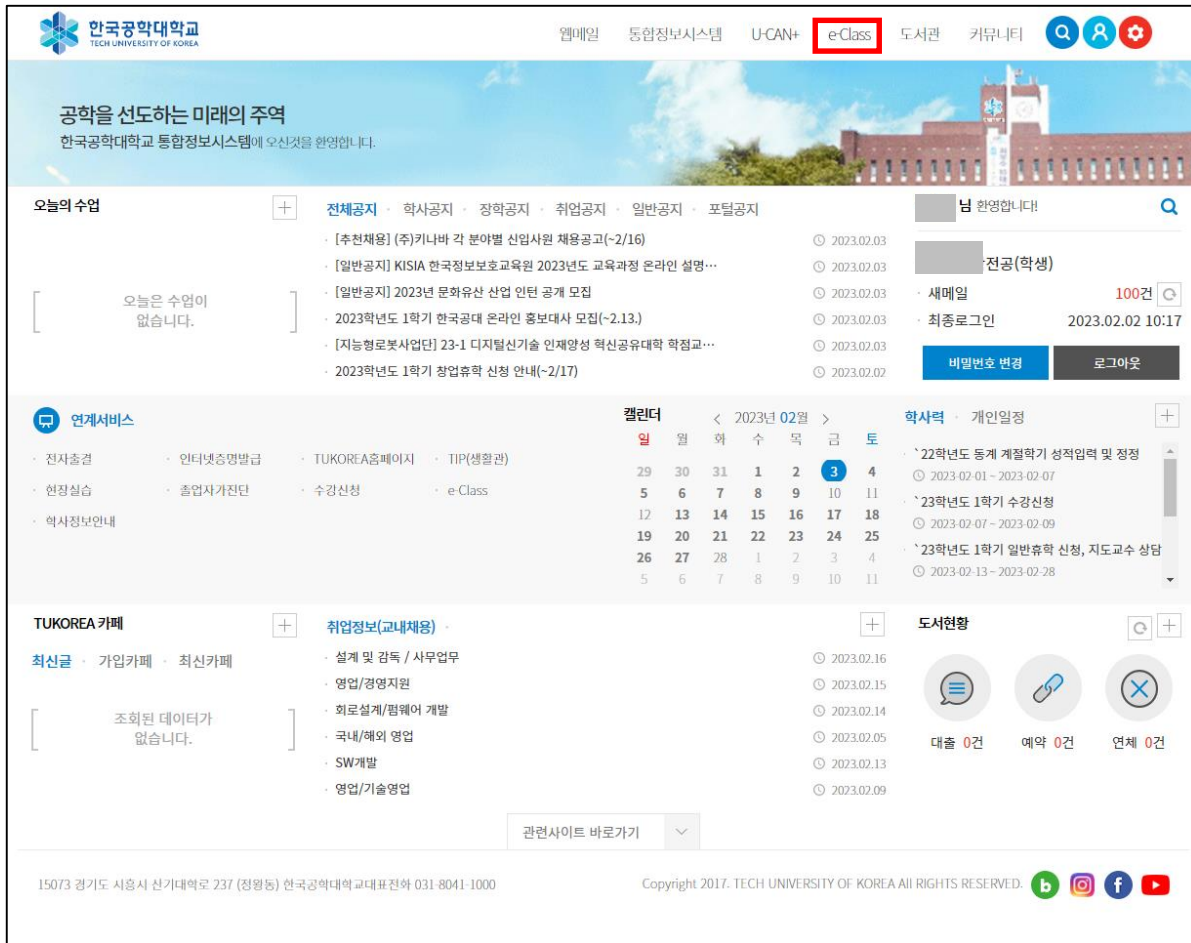 한국공학대학교
TECH UNIVERSITY OF KOREA
웹메일 통합정보시스템 U-CAN+ e-Class 도서관 커뮤니티
공학을 선도하는 미래의 주역
한국공학대학교 통합정보시스템에 오신것을 환영합니다.
오늘의 수업
오늘은 수업이
없습니다.
전체공지 · 학사공지 · 장학공지 · 취업공지 · 일반공지 · 포털공지
· [추천채용] (주)키나바 각 분야별 신입사원 채용공고(~2/16) 2023.02.03
· [일반공지] KISIA 한국정보보호교육원 2023년도 교육과정 온라인 설명… 2023.02.03
· [일반공지] 2023년 문화유산 산업 인턴 공개 모집 2023.02.03
· 2023학년도 1학기 한국공대 온라인 홍보대사 모집(~2.13.) 2023.02.03
· [지능형로봇사업단] 23-1 디지털신기술 인재양성 혁신공유대학 학점교… 2023.02.03
· 2023학년도 1학기 창업휴학 신청 안내(~2/17) 2023.02.02
님 환영합니다!
전공(학생)
· 새메일 100건
· 최종로그인 2023.02.02 10:17
비밀번호 변경 로그아웃
연계서비스
· 전자출결 · 인터넷증명발급 · TUKOREA홈페이지 · TIP(생활관)
· 현장실습 · 졸업자가진단 · 수강신청 · e-Class
· 학사정보안내
캘린더 < 2023년 02월 >
일 월 화 수 목 금 토
29 30 31 1 2 3 4
5 6 7 8 9 10 11
12 13 14 15 16 17 18
19 20 21 22 23 24 25
26 27 28 1 2 3 4
5 6 7 8 9 10 11
학사력 · 개인일정
· `22학년도 동계 계절학기 성적입력 및 정정
2023-02-01 ~ 2023-02-07
· `23학년도 1학기 수강신청
2023-02-07 ~ 2023-02-09
· `23학년도 1학기 일반휴학 신청, 지도교수 상담
2023-02-13 ~ 2023-02-28
TUKOREA 카페
최신글 · 가입카페 · 최신카페
조회된 데이터가
없습니다.
취업정보(교내채용) ·
· 설계 및 감독 / 사무업무 2023.02.16
· 영업/경영지원 2023.02.15
· 회로설계/펌웨어 개발 2023.02.14
· 국내/해외 영업 2023.02.05
· SW개발 2023.02.13
· 영업/기술영업 2023.02.09
도서현황
대출 0건 예약 0건 연체 0건
관련사이트 바로가기
15073 경기도 시흥시 산기대학로 237 (정왕동) 한국공학대학교대표전화 031-8041-1000
Copyright 2017. TECH UNIVERSITY OF KOREA All RIGHTS RESERVED.